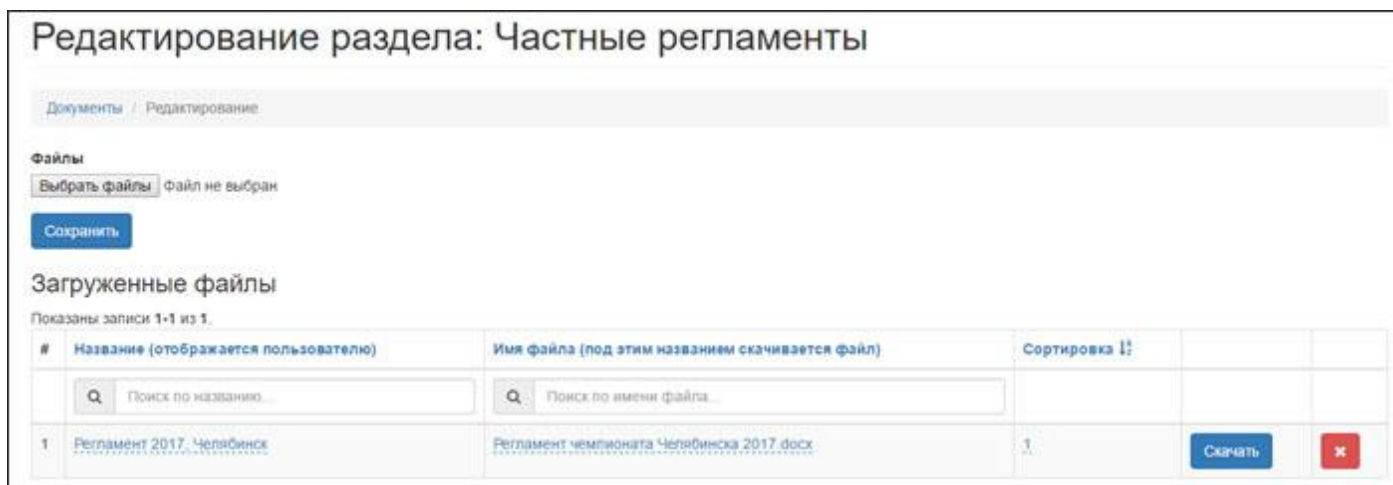 Редактирование раздела: Частные регламенты
Документы / Редактирование
Файлы
Выбрать файлы Файл не выбран
Сохранить
Загруженные файлы
Показаны записи 1-1 из 1.
# Название (отображается пользователю) Имя файла (под этим названием скачивается файл) Сортировка
Поиск по названию... Поиск по имени файла...
1 Регламент 2017, Челябинск Регламент чемпионата Челябинска 2017.docx 1 Скачать